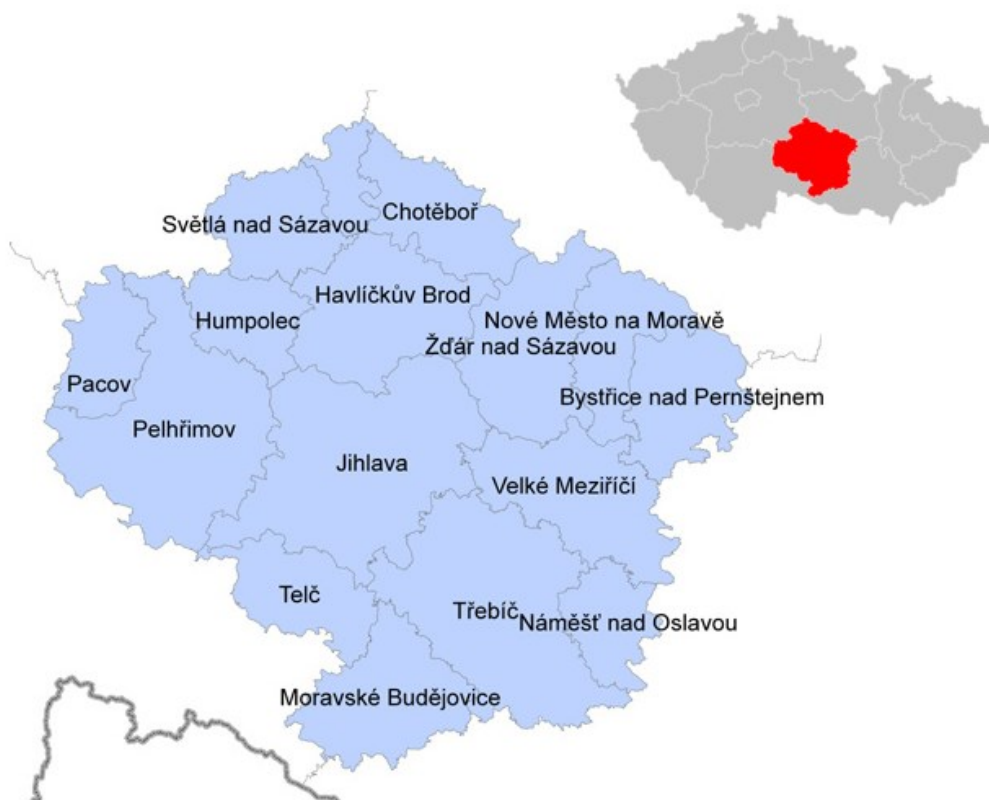 Světlá nad Sázavou
Chotěboř
Havlíčkův Brod
Humpolec
Nové Město na Moravě
Žďár nad Sázavou
Pacov
Bystřice nad Pernštejnem
Pelhřimov
Jihlava
Velké Meziříčí
Telč
Třebíč
Náměšť nad Oslavou
Moravské Budějovice